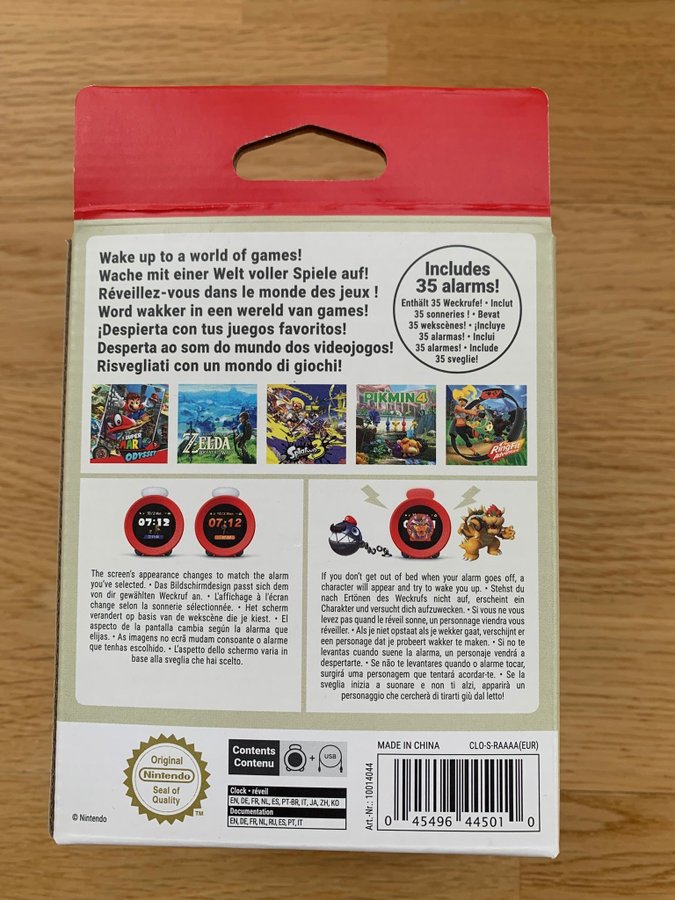 Wake up to a world of games!
Wache mit einer Welt voller Spiele auf!
Réveillez-vous dans le monde des jeux !
Word wakker in een wereld van games!
¡Despierta con tus juegos favoritos!
Desperta ao som do mundo dos videojogos!
Risvegliati con un mondo di giochi!
Includes
35 alarms!
Enthält 35 Weckrufe! • Inclut
35 sonneries ! • Bevat
35 wekscènes! • ¡Incluye
35 alarmas! • Inclui
35 alarmes! • Include
35 sveglie!
SUPER
MARIO
ODYSSEY
ZELDA
Splatoon 3
PIKMIN 4
RingFit
Adventure
07:12
07:12
The screen's appearance changes to match the alarm
you've selected. • Das Bildschirmdesign passt sich dem
von dir gewählten Weckruf an. • L'affichage à l'écran
change selon la sonnerie sélectionnée. • Het scherm
verandert op basis van de wekscène die je kiest. • El
aspecto de la pantalla cambia según la alarma que
elijas. • As imagens no ecrã mudam consoante o alarme
que tenhas escolhido. • L'aspetto dello schermo varia in
base alla sveglia che hai scelto.
If you don't get out of bed when your alarm goes off, a
character will appear and try to wake you up. • Stehst du
nach Ertönen des Weckrufs nicht auf, erscheint ein
Charakter und versucht dich aufzuwecken. • Si vous ne vous
levez pas quand le réveil sonne, un personnage viendra vous
réveiller. • Als je niet opstaat als je wekker gaat, verschijnt er
een personage dat je probeert wakker te maken. • Si no te
levantas cuando suene la alarma, un personaje vendrá a
despertarte. • Se não te levantares quando o alarme tocar,
surgirá uma personagem que tentará acordar-te. • Se la
sveglia inizia a suonare e non ti alzi, apparirà un
personaggio che cercherà di tirarti giù dal letto!
Original
Nintendo
Seal of
Quality
TM
© Nintendo
Contents
Contenu
+
USB
Clock • réveil
EN, DE, FR, NL, ES, PT-BR, IT, JA, ZH, KO
Documentation
EN, DE, FR, NL, RU, ES, PT, IT
Art.-Nr.: 10014044
MADE IN CHINA
CLO-S-RAAAA(EUR)
0 45496 44501 0